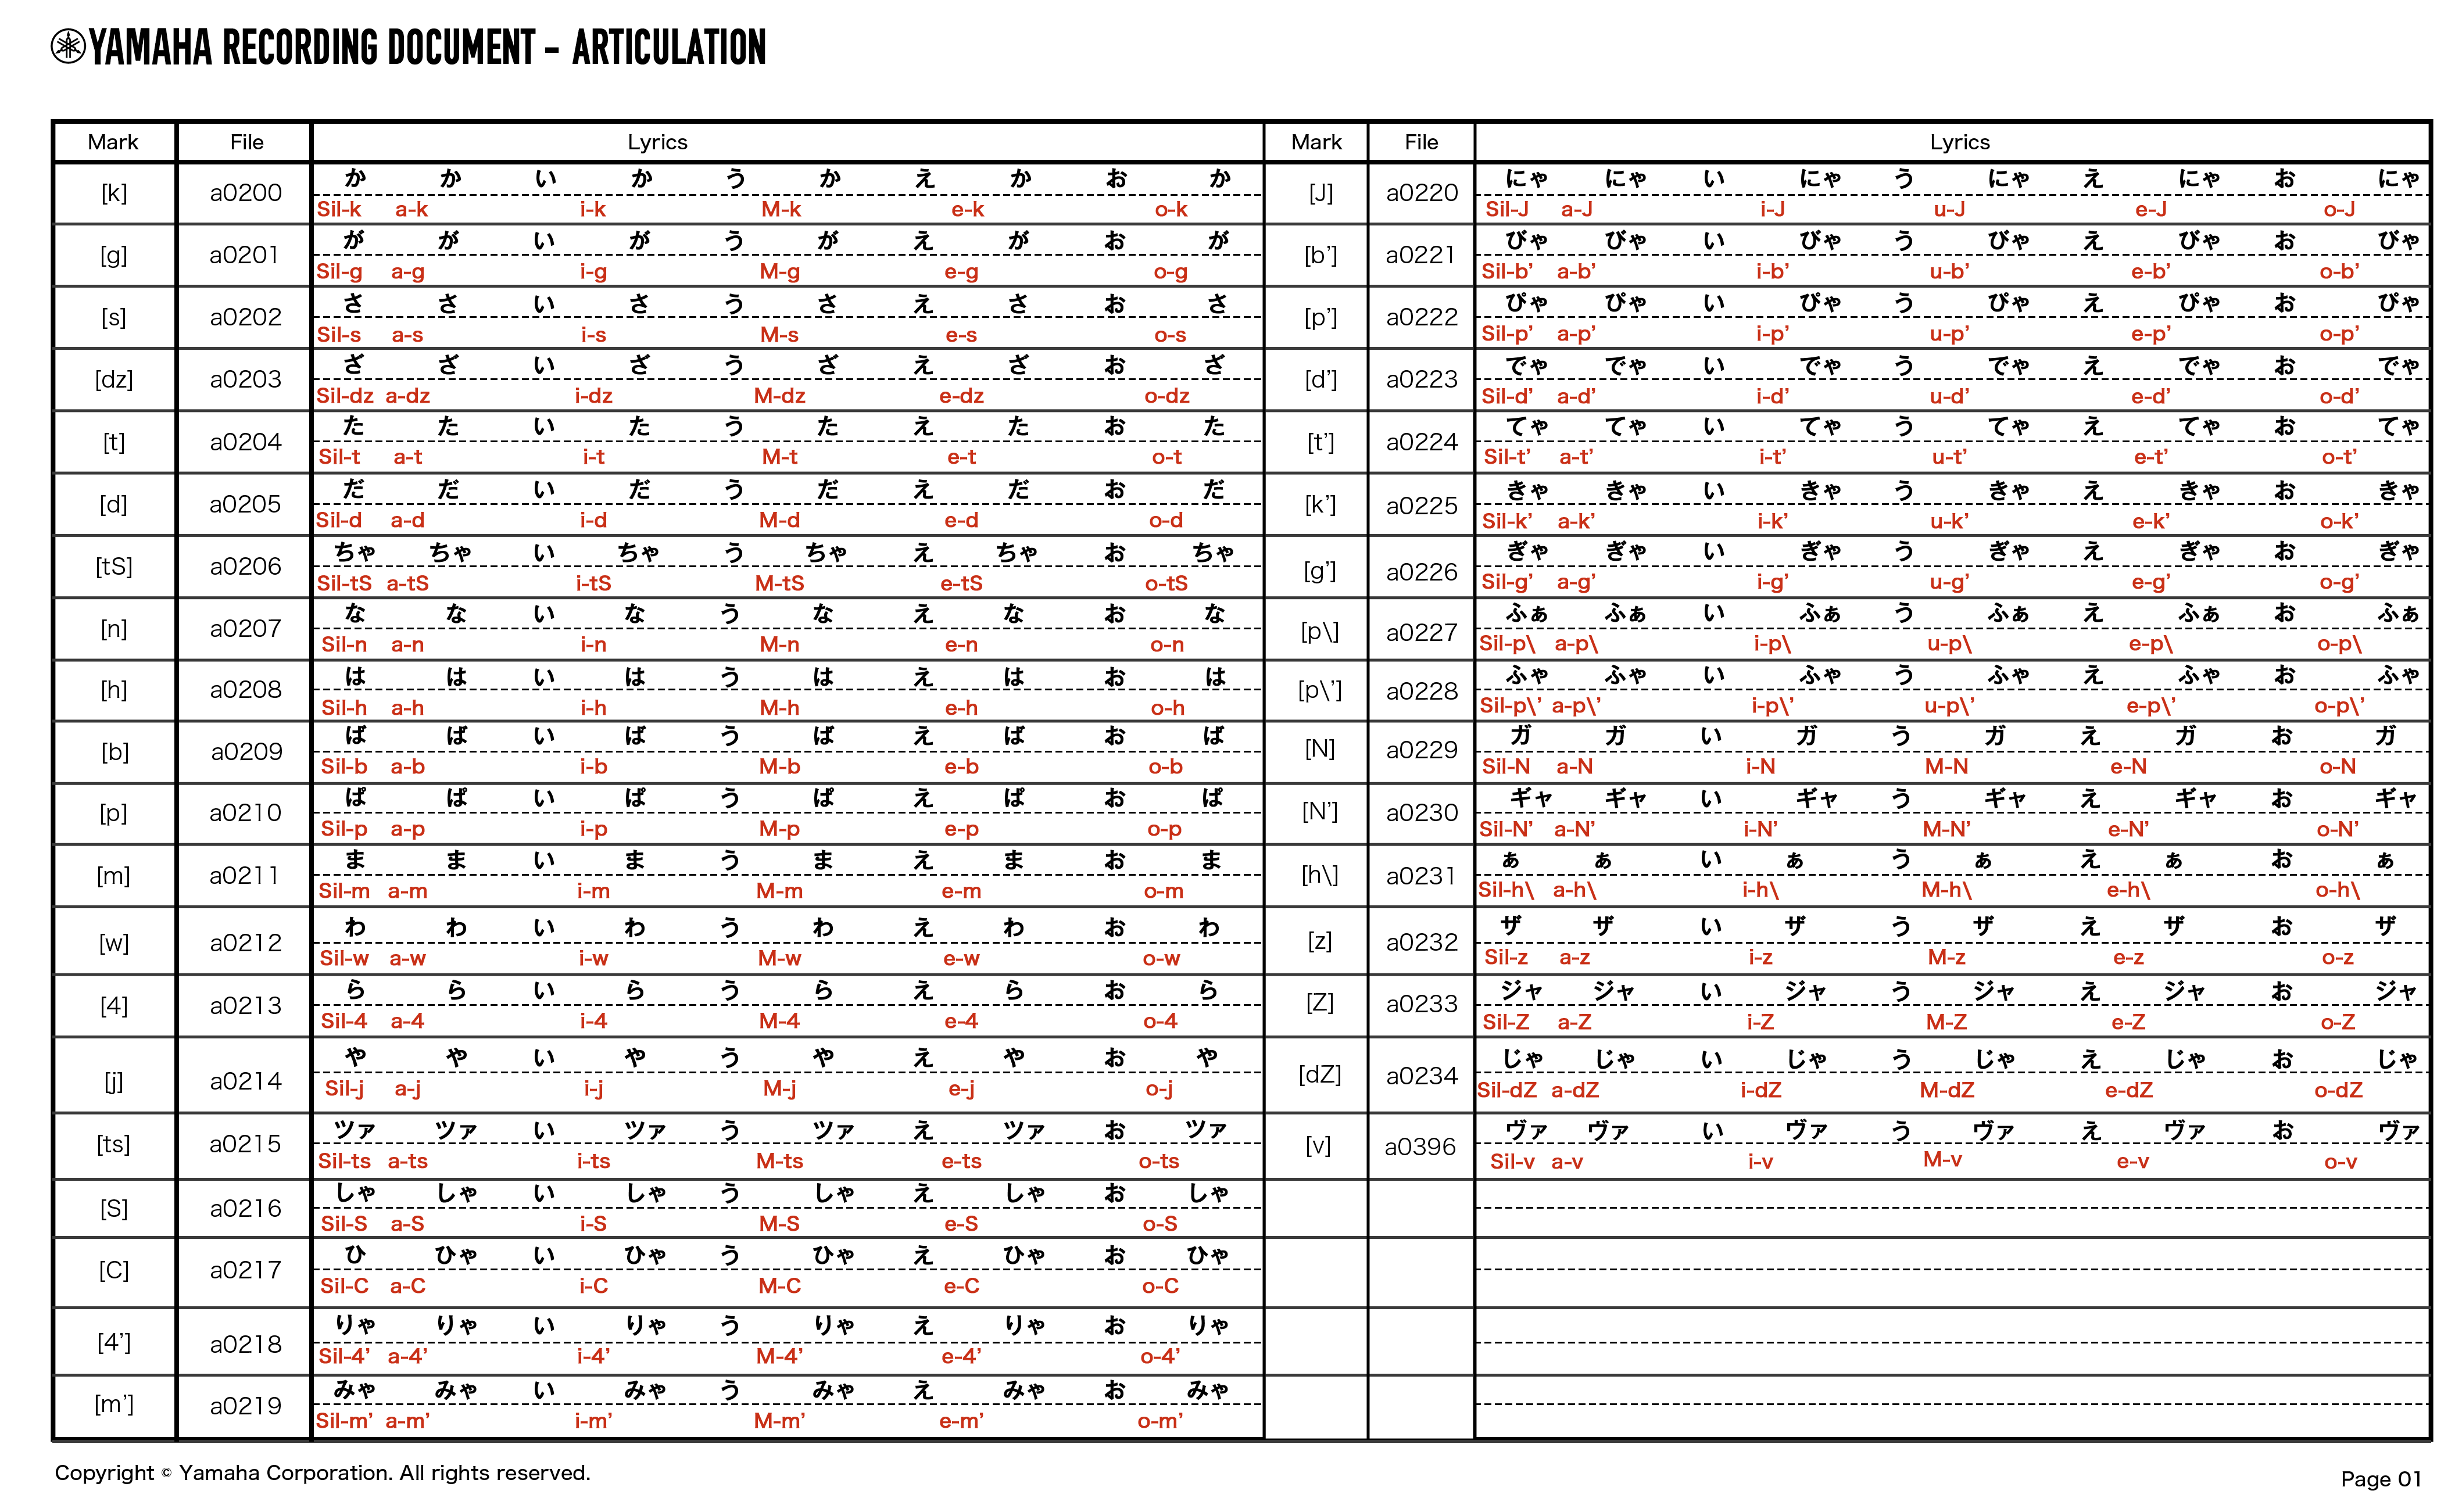 YAMAHA RECORDING DOCUMENT - ARTICULATION
Mark File Lyrics Mark File Lyrics
[k] a0200 か か い か う か え か お か
Sil-k a-k i-k M-k e-k o-k
[g] a0201 が が い が う が え が お が
Sil-g a-g i-g M-g e-g o-g
[s] a0202 さ さ い さ う さ え さ お さ
Sil-s a-s i-s M-s e-s o-s
[dz] a0203 ざ ざ い ざ う ざ え ざ お ざ
Sil-dz a-dz i-dz M-dz e-dz o-dz
[t] a0204 た た い た う た え た お た
Sil-t a-t i-t M-t e-t o-t
[d] a0205 だ だ い だ う だ え だ お だ
Sil-d a-d i-d M-d e-d o-d
[tS] a0206 ちゃ ちゃ い ちゃ う ちゃ え ちゃ お ちゃ
Sil-tS a-tS i-tS M-tS e-tS o-tS
[n] a0207 な な い な う な え な お な
Sil-n a-n i-n M-n e-n o-n
[h] a0208 は は い は う は え は お は
Sil-h a-h i-h M-h e-h o-h
[b] a0209 ば ば い ば う ば え ば お ば
Sil-b a-b i-b M-b e-b o-b
[p] a0210 ぱ ぱ い ぱ う ぱ え ぱ お ぱ
Sil-p a-p i-p M-p e-p o-p
[m] a0211 ま ま い ま う ま え ま お ま
Sil-m a-m i-m M-m e-m o-m
[w] a0212 わ わ い わ う わ え わ お わ
Sil-w a-w i-w M-w e-w o-w
[4] a0213 ら ら い ら う ら え ら お ら
Sil-4 a-4 i-4 M-4 e-4 o-4
[j] a0214 や や い や う や え や お や
Sil-j a-j i-j M-j e-j o-j
[ts] a0215 ツァ ツァ い ツァ う ツァ え ツァ お ツァ
Sil-ts a-ts i-ts M-ts e-ts o-ts
[S] a0216 しゃ しゃ い しゃ う しゃ え しゃ お しゃ
Sil-S a-S i-S M-S e-S o-S
[C] a0217 ひ ひゃ い ひゃ う ひゃ え ひゃ お ひゃ
Sil-C a-C i-C M-C e-C o-C
[4’] a0218 りゃ りゃ い りゃ う りゃ え りゃ お りゃ
Sil-4’ a-4’ i-4’ M-4’ e-4’ o-4’
[m’] a0219 みゃ みゃ い みゃ う みゃ え みゃ お みゃ
Sil-m’ a-m’ i-m’ M-m’ e-m’ o-m’
[J] a0220 にゃ にゃ い にゃ う にゃ え にゃ お にゃ
Sil-J a-J i-J u-J e-J o-J
[b’] a0221 びゃ びゃ い びゃ う びゃ え びゃ お びゃ
Sil-b’ a-b’ i-b’ u-b’ e-b’ o-b’
[p’] a0222 ぴゃ ぴゃ い ぴゃ う ぴゃ え ぴゃ お ぴゃ
Sil-p’ a-p’ i-p’ u-p’ e-p’ o-p’
[d’] a0223 でゃ でゃ い でゃ う でゃ え でゃ お でゃ
Sil-d’ a-d’ i-d’ u-d’ e-d’ o-d’
[t’] a0224 てゃ てゃ い てゃ う てゃ え てゃ お てゃ
Sil-t’ a-t’ i-t’ u-t’ e-t’ o-t’
[k’] a0225 きゃ きゃ い きゃ う きゃ え きゃ お きゃ
Sil-k’ a-k’ i-k’ u-k’ e-k’ o-k’
[g’] a0226 ぎゃ ぎゃ い ぎゃ う ぎゃ え ぎゃ お ぎゃ
Sil-g’ a-g’ i-g’ u-g’ e-g’ o-g’
[p\] a0227 ふぁ ふぁ い ふぁ う ふぁ え ふぁ お ふぁ
Sil-p\ a-p\ i-p\ u-p\ e-p\ o-p\
[p\’] a0228 ふゃ ふゃ い ふゃ う ふゃ え ふゃ お ふゃ
Sil-p\’ a-p\’ i-p\’ u-p\’ e-p\’ o-p\’
[N] a0229 ガ ガ い ガ う ガ え ガ お ガ
Sil-N a-N i-N M-N e-N o-N
[N’] a0230 ギャ ギャ い ギャ う ギャ え ギャ お ギャ
Sil-N’ a-N’ i-N’ M-N’ e-N’ o-N’
[h\] a0231 ぁ ぁ い ぁ う ぁ え ぁ お ぁ
Sil-h\ a-h\ i-h\ M-h\ e-h\ o-h\
[z] a0232 ザ ザ い ザ う ザ え ザ お ザ
Sil-z a-z i-z M-z e-z o-z
[Z] a0233 ジャ ジャ い ジャ う ジャ え ジャ お ジャ
Sil-Z a-Z i-Z M-Z e-Z o-Z
[dZ] a0234 じゃ じゃ い じゃ う じゃ え じゃ お じゃ
Sil-dZ a-dZ i-dZ M-dZ e-dZ o-dZ
[v] a0396 ヴァ ヴァ い ヴァ う ヴァ え ヴァ お ヴァ
Sil-v a-v i-v M-v e-v o-v
Copyright © Yamaha Corporation. All rights reserved.
Page 01